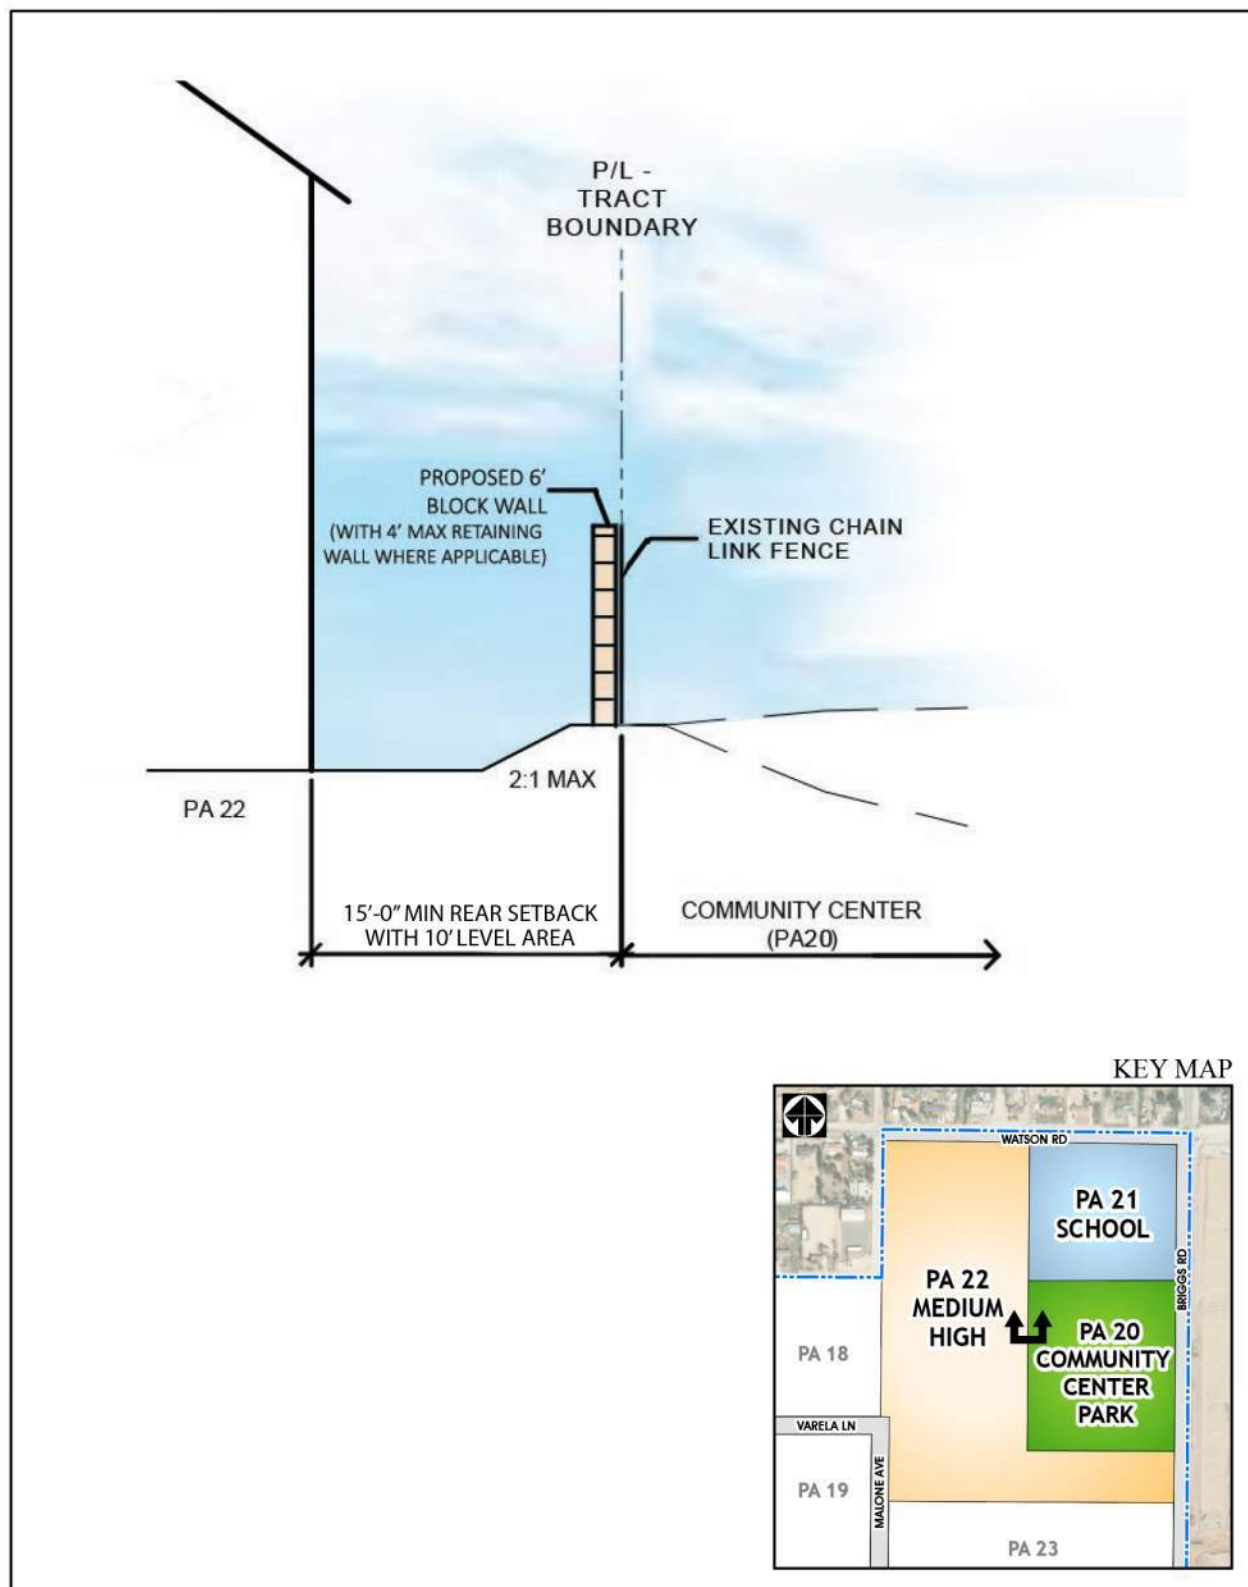 P/L -
TRACT
BOUNDARY
PROPOSED 6'
BLOCK WALL
(WITH 4' MAX RETAINING
WALL WHERE APPLICABLE)
EXISTING CHAIN
LINK FENCE
2:1 MAX
PA 22
15'-0" MIN REAR SETBACK
WITH 10' LEVEL AREA
COMMUNITY CENTER
(PA20)
KEY MAP
WATSON RD
PA 21
SCHOOL
BRIGGS RD
PA 22
MEDIUM
HIGH
PA 20
COMMUNITY
CENTER
PARK
PA 18
VARELA LN
MALONE AVE
PA 19
PA 23